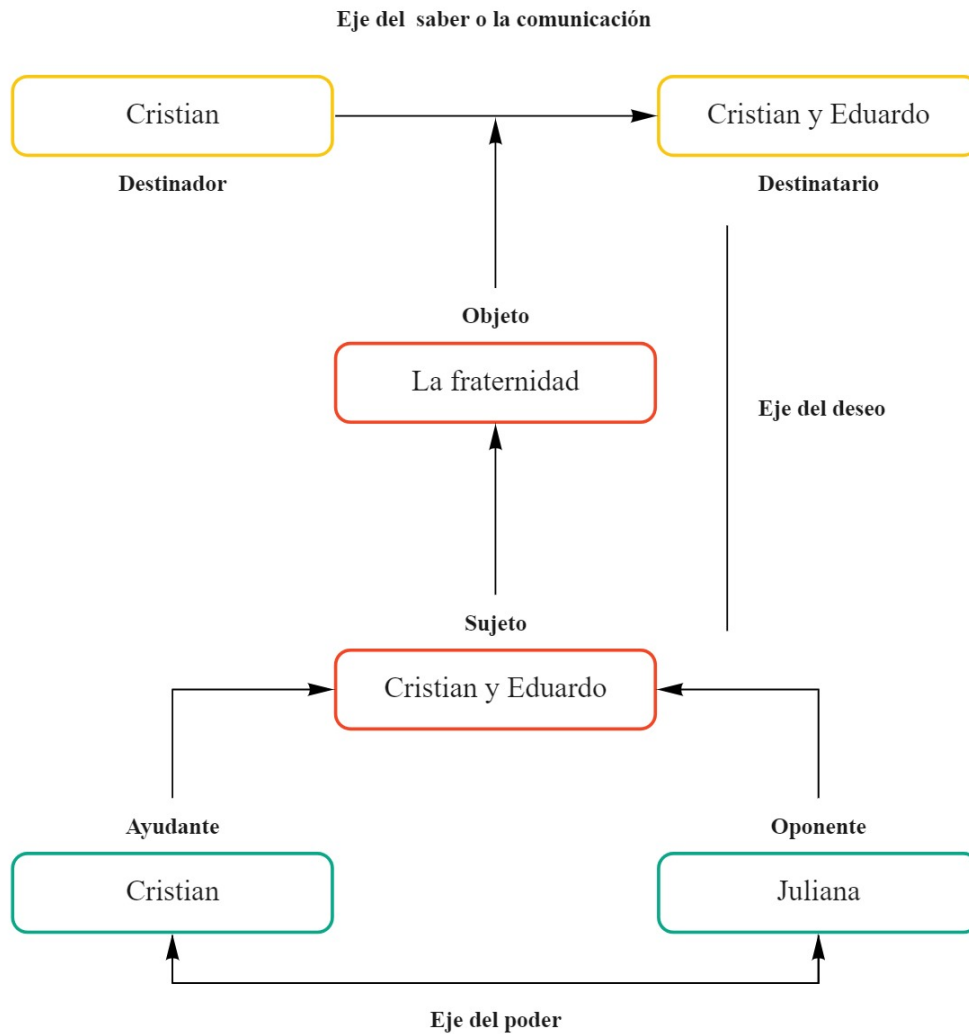 Eje del  saber o la comunicación
Cristian
Cristian y Eduardo
Destinador
Destinatario
Objeto
La fraternidad
Eje del deseo
Sujeto
Cristian y Eduardo
Ayudante
Oponente
Cristian
Juliana
Eje del poder